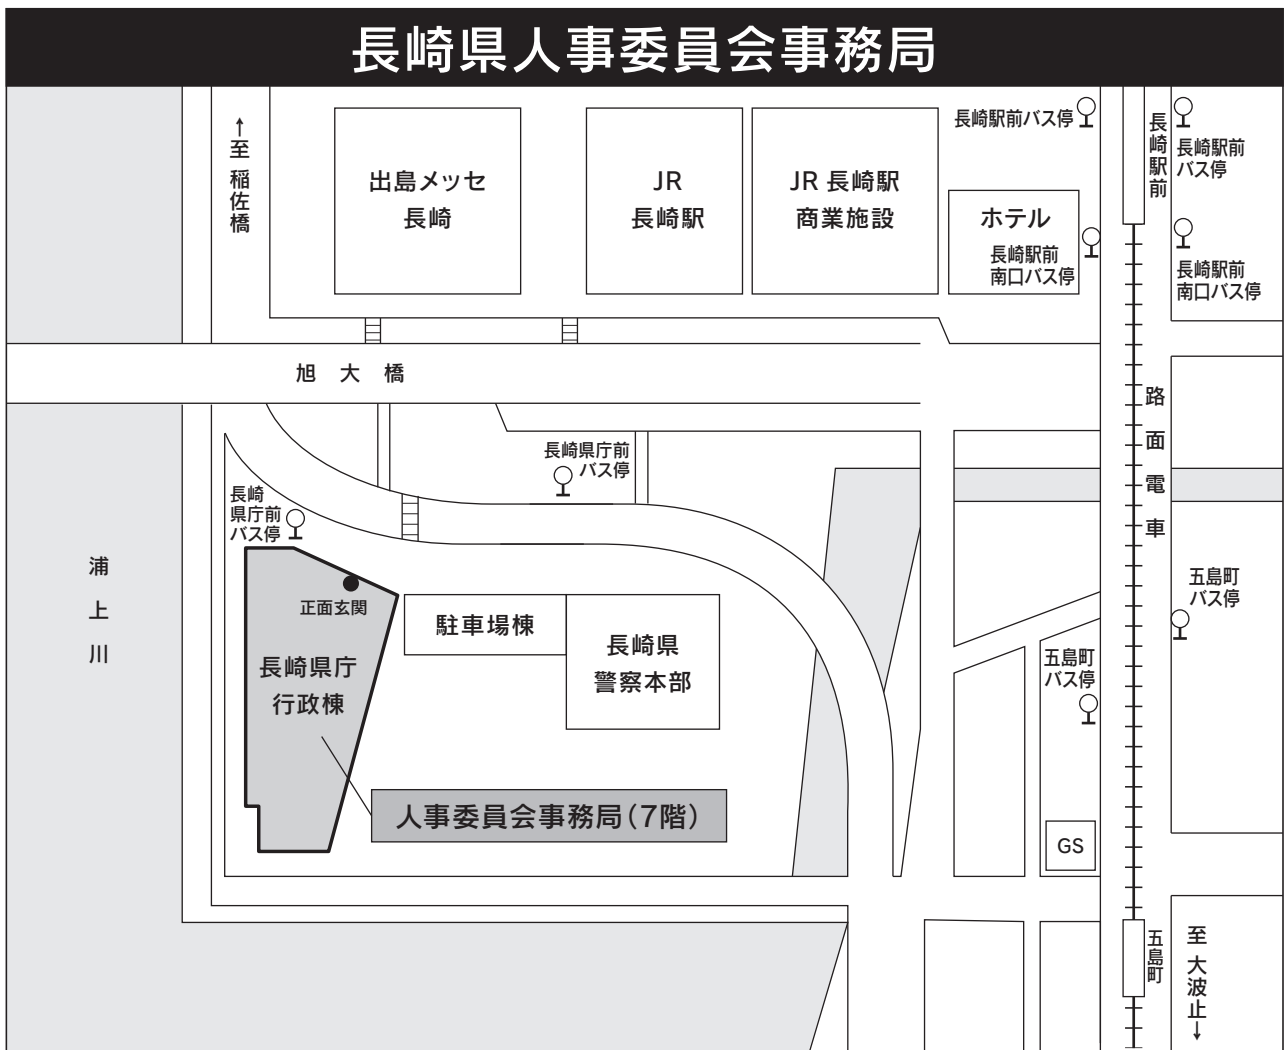 長崎県人事委員会事務局
←至 稲佐橋
出島メッセ
長崎
JR
長崎駅
JR 長崎駅
商業施設
長崎駅前バス停
ホテル
長崎駅前
南口バス停
長崎駅前
長崎駅前
バス停
長崎駅前
南口バス停
旭大橋
路面電車
長崎県庁前
バス停
長崎
県庁前
バス停
浦上川
正面玄関
長崎県庁
行政棟
駐車場棟
長崎県
警察本部
人事委員会事務局(7階)
五島町
バス停
五島町
バス停
GS
五島町
至 大波止→